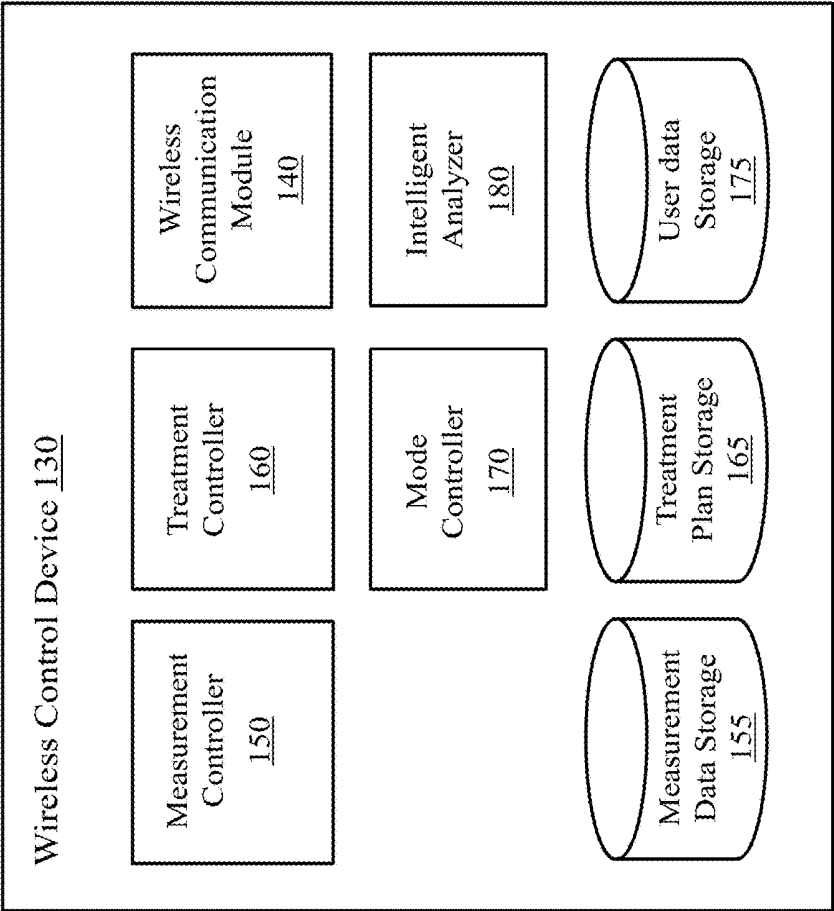 Wireless Control Device 130
Measurement
Controller
150
Treatment
Controller
160
Wireless
Communication
Module
140
Mode
Controller
170
Intelligent
Analyzer
180
Measurement
Data Storage
155
Treatment
Plan Storage
165
User data
Storage
175